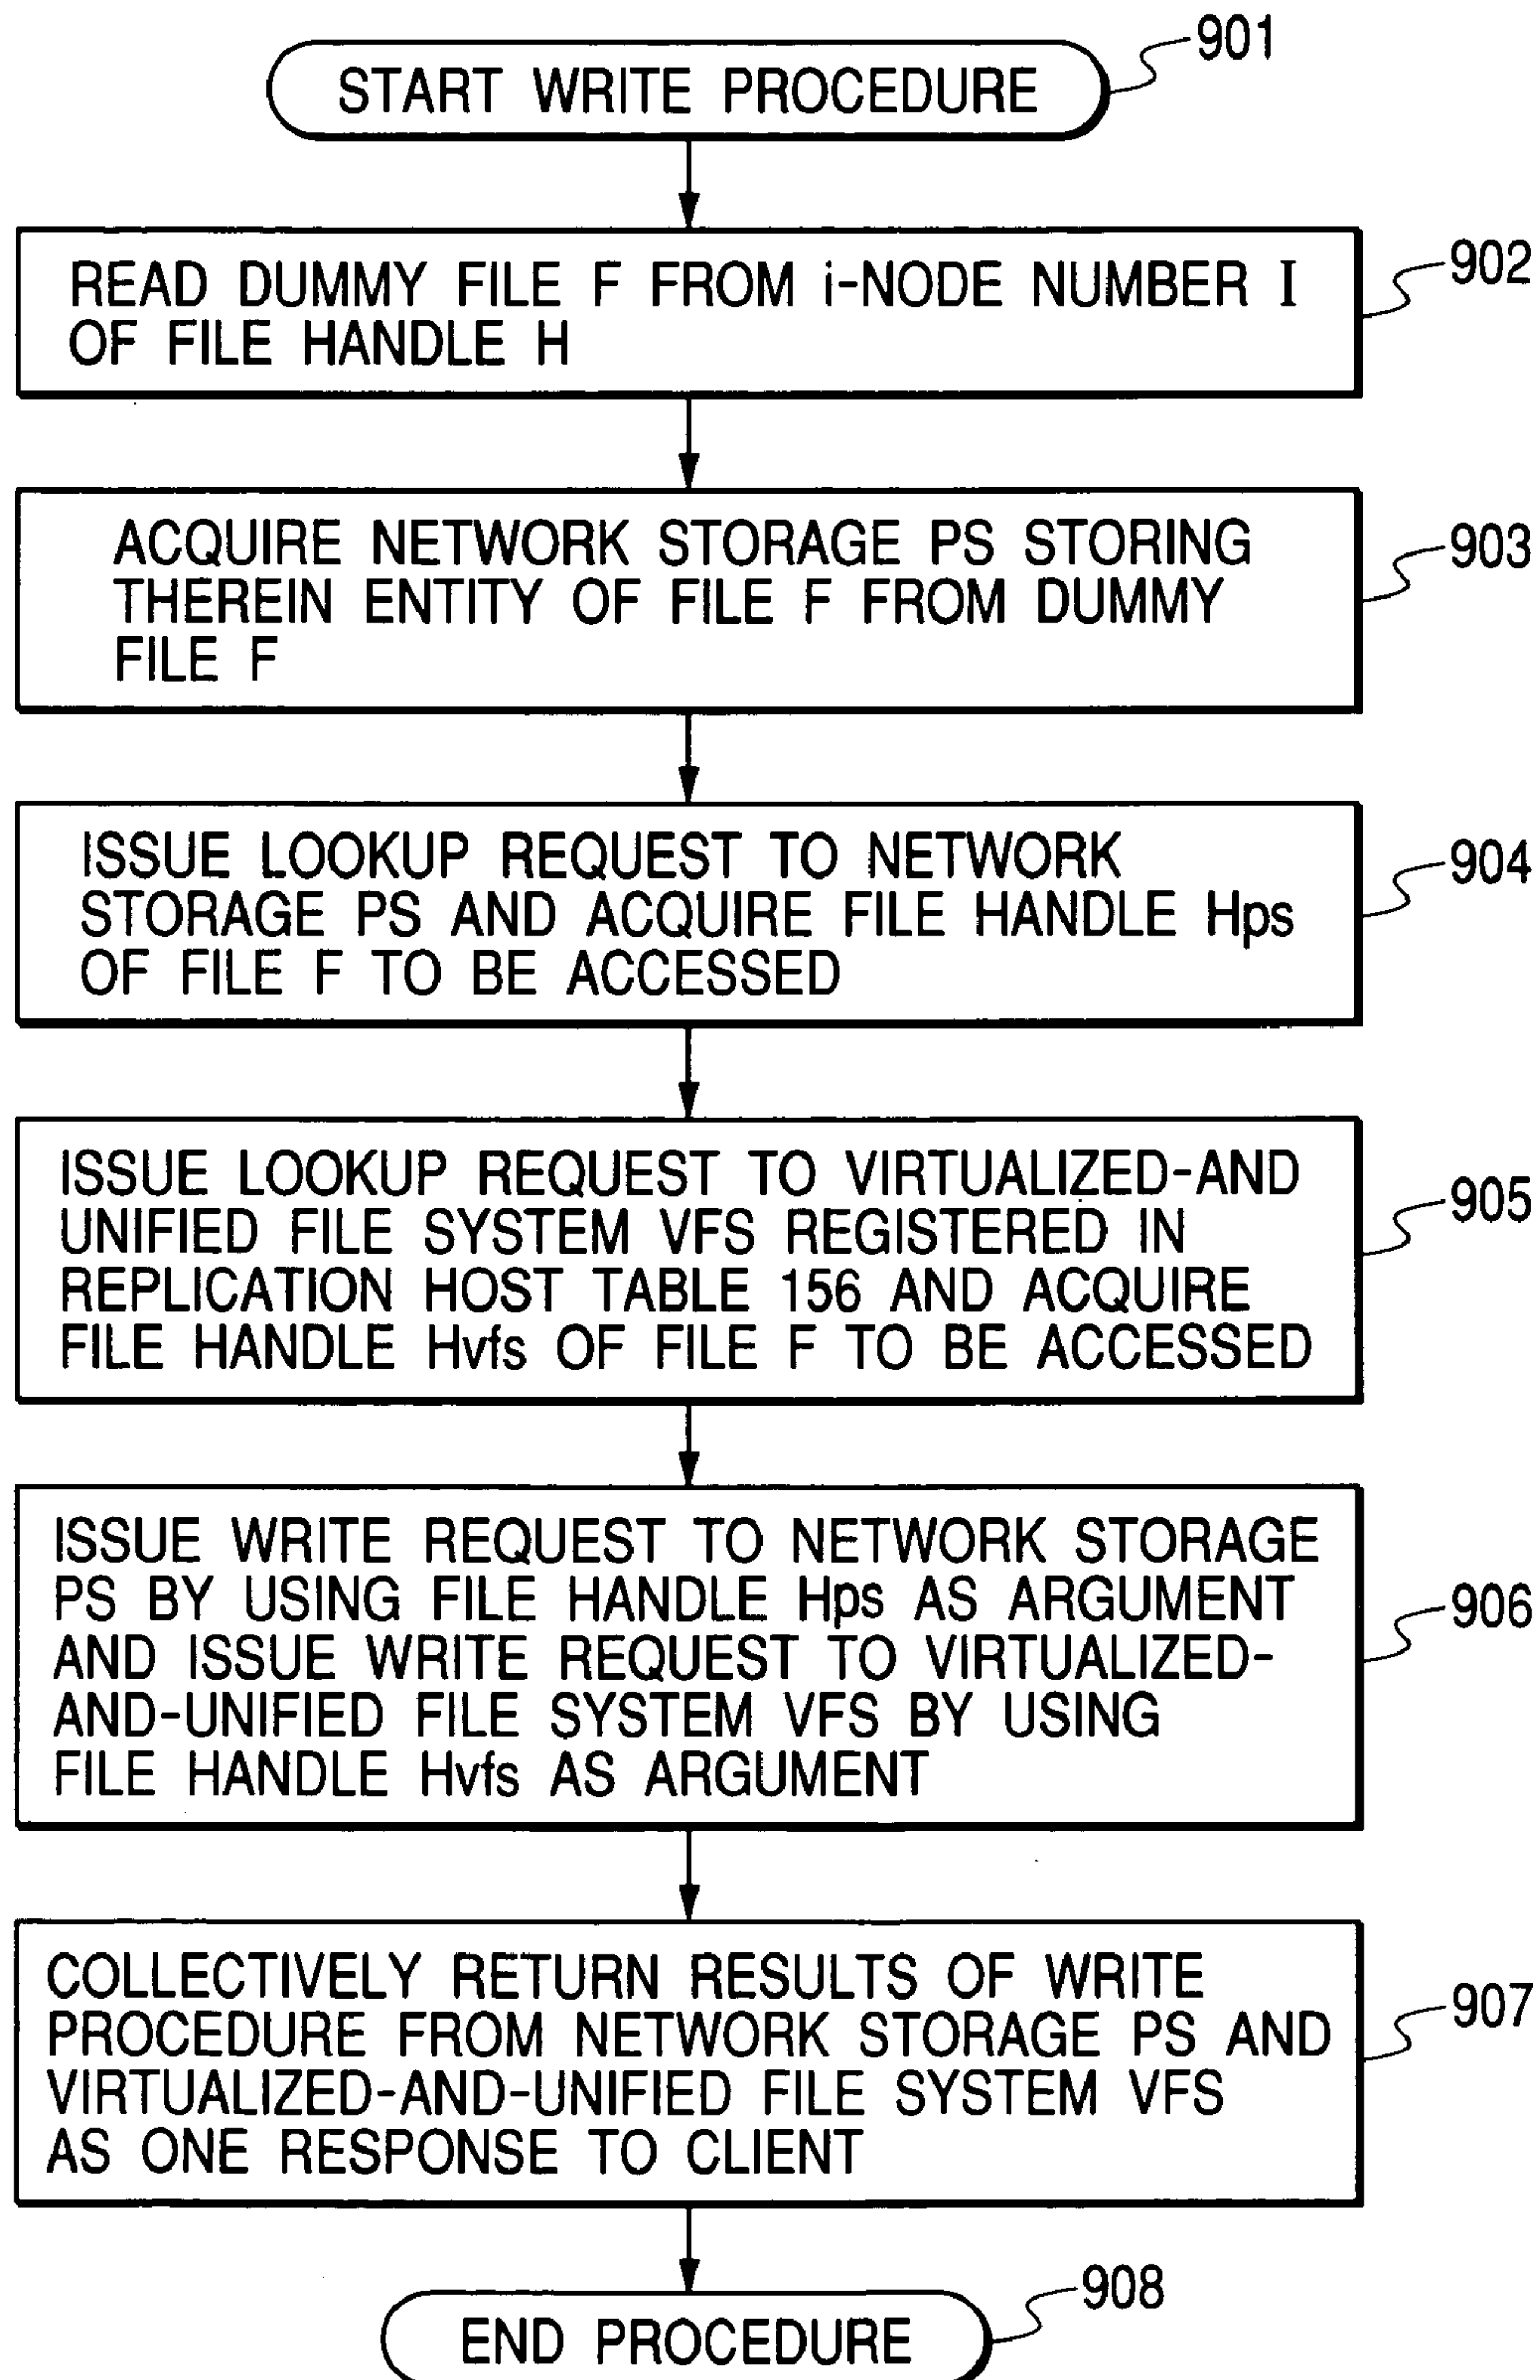 901
START WRITE PROCEDURE
READ DUMMY FILE F FROM i-NODE NUMBER I
OF FILE HANDLE H
902
ACQUIRE NETWORK STORAGE PS STORING
THEREIN ENTITY OF FILE F FROM DUMMY
FILE F
903
ISSUE LOOKUP REQUEST TO NETWORK
STORAGE PS AND ACQUIRE FILE HANDLE Hps
OF FILE F TO BE ACCESSED
904
ISSUE LOOKUP REQUEST TO VIRTUALIZED-AND
UNIFIED FILE SYSTEM VFS REGISTERED IN
REPLICATION HOST TABLE 156 AND ACQUIRE
FILE HANDLE Hvfs OF FILE F TO BE ACCESSED
905
ISSUE WRITE REQUEST TO NETWORK STORAGE
PS BY USING FILE HANDLE Hps AS ARGUMENT
AND ISSUE WRITE REQUEST TO VIRTUALIZED-
AND-UNIFIED FILE SYSTEM VFS BY USING
FILE HANDLE Hvfs AS ARGUMENT
906
COLLECTIVELY RETURN RESULTS OF WRITE
PROCEDURE FROM NETWORK STORAGE PS AND
VIRTUALIZED-AND-UNIFIED FILE SYSTEM VFS
AS ONE RESPONSE TO CLIENT
907
908
END PROCEDURE